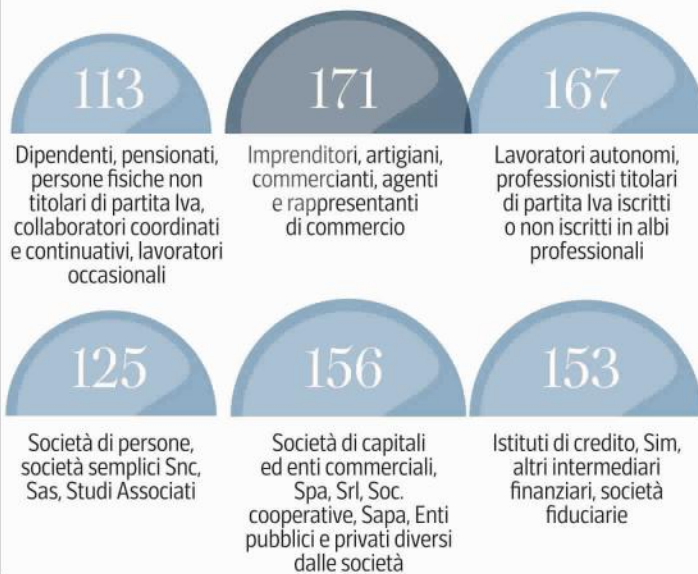 113
Dipendenti, pensionati,
persone fisiche non
titolari di partita Iva,
collaboratori coordinati
e continuativi, lavoratori
occasionali
171
Imprenditori, artigiani,
commercianti, agenti
e rappresentanti
di commercio
167
Lavoratori autonomi,
professionisti titolari
di partita Iva iscritti
o non iscritti in albi
professionali
125
Società di persone,
società semplici Snc,
Sas, Studi Associati
156
Società di capitali
ed enti commerciali,
Spa, Srl, Soc.
cooperative, Sapa, Enti
pubblici e privati diversi
dalle società
153
Istituti di credito, Sim,
altri intermediari
finanziari, società
fiduciarie